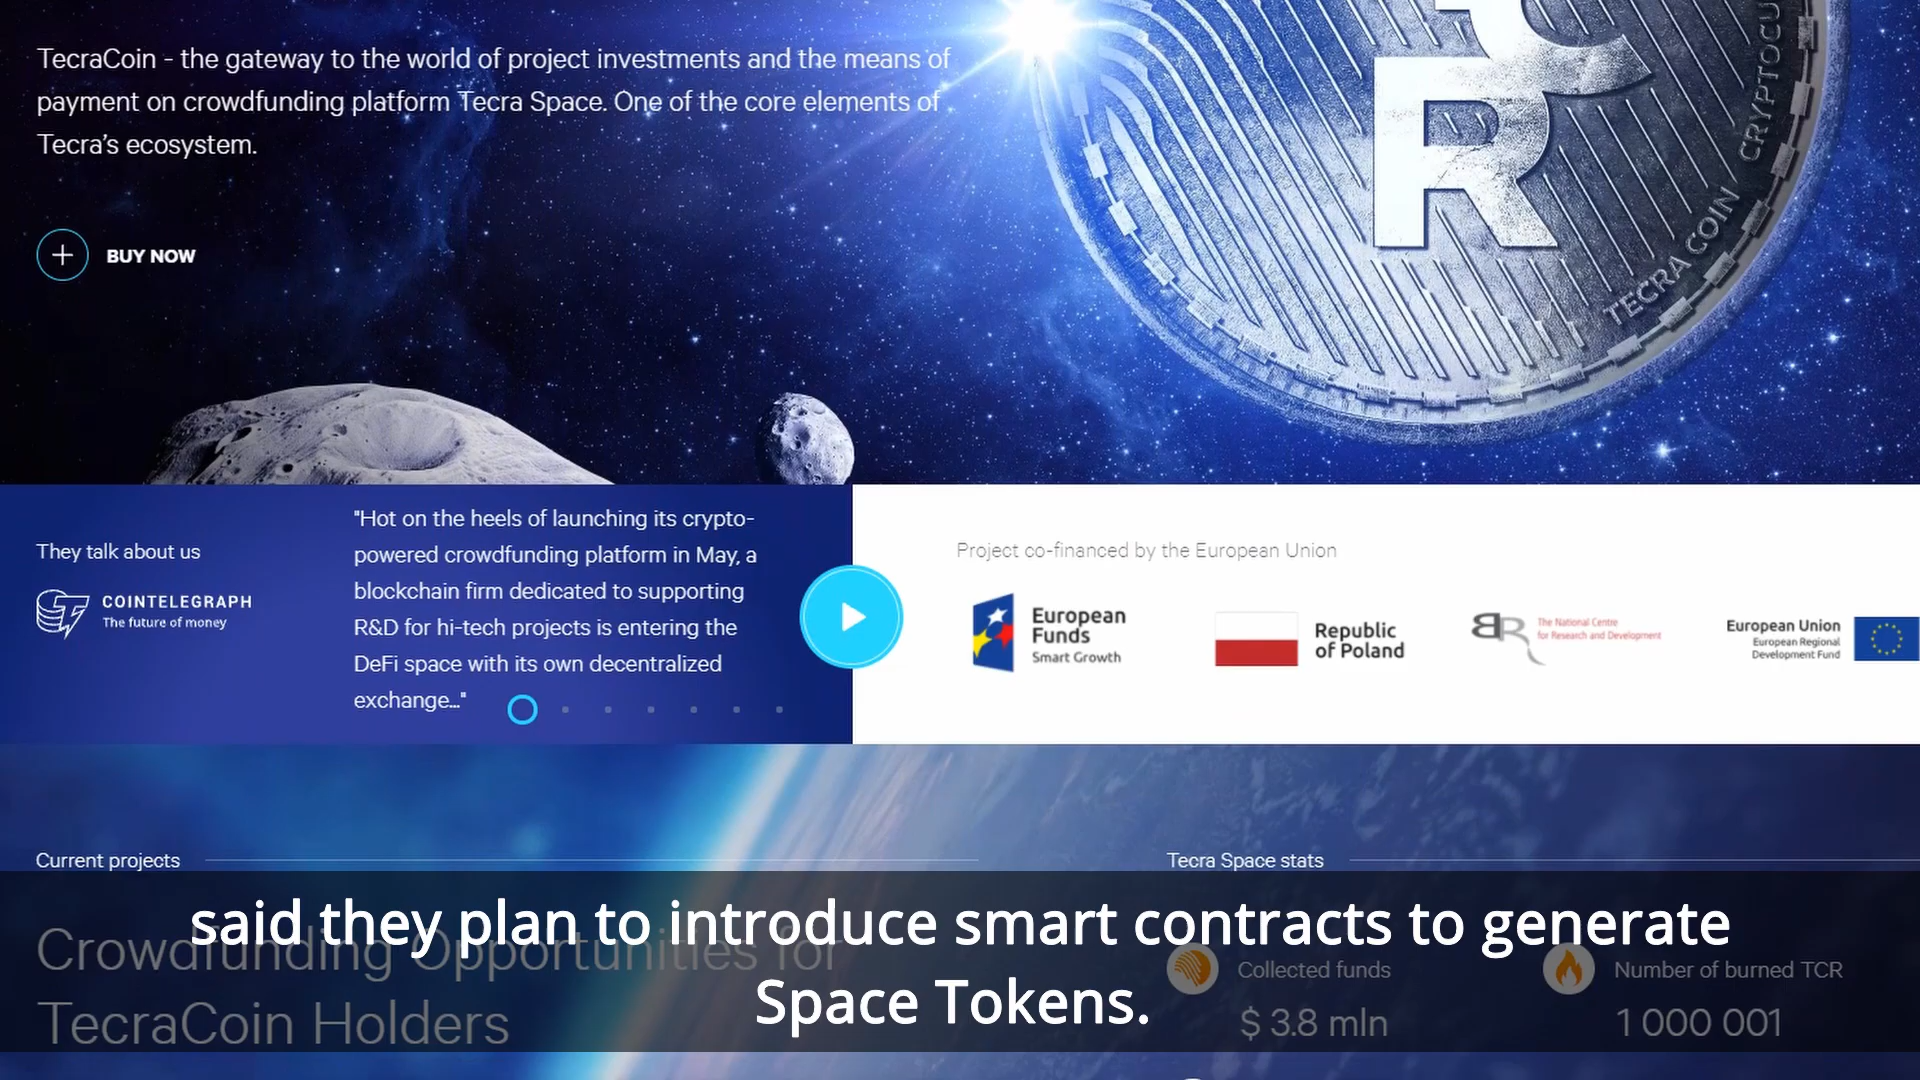 TecraCoin - the gateway to the world of project investments and the means of
payment on crowdfunding platform Tecra Space. One of the core elements of
Tecra's ecosystem.
BUY NOW
R
CRYPTOCU
TECRA COIN
They talk about us
COINTELEGRAPH
The future of money
"Hot on the heels of launching its crypto-
powered crowdfunding platform in May, a
blockchain firm dedicated to supporting
R&D for hi-tech projects is entering the
DeFi space with its own decentralized
exchange..."
Project co-financed by the European Union
European
Funds
Smart Growth
Republic
of Poland
BR
The National Centre
for Research and Development
European Union
European Regional
Development Fund
Current projects
Tecra Space stats
said they plan to introduce smart contracts to generate
Space Tokens.
Crowdfunding Opportunities for
TecraCoin Holders
Collected funds
$ 3.8 mln
Number of burned TCR
1 000 001